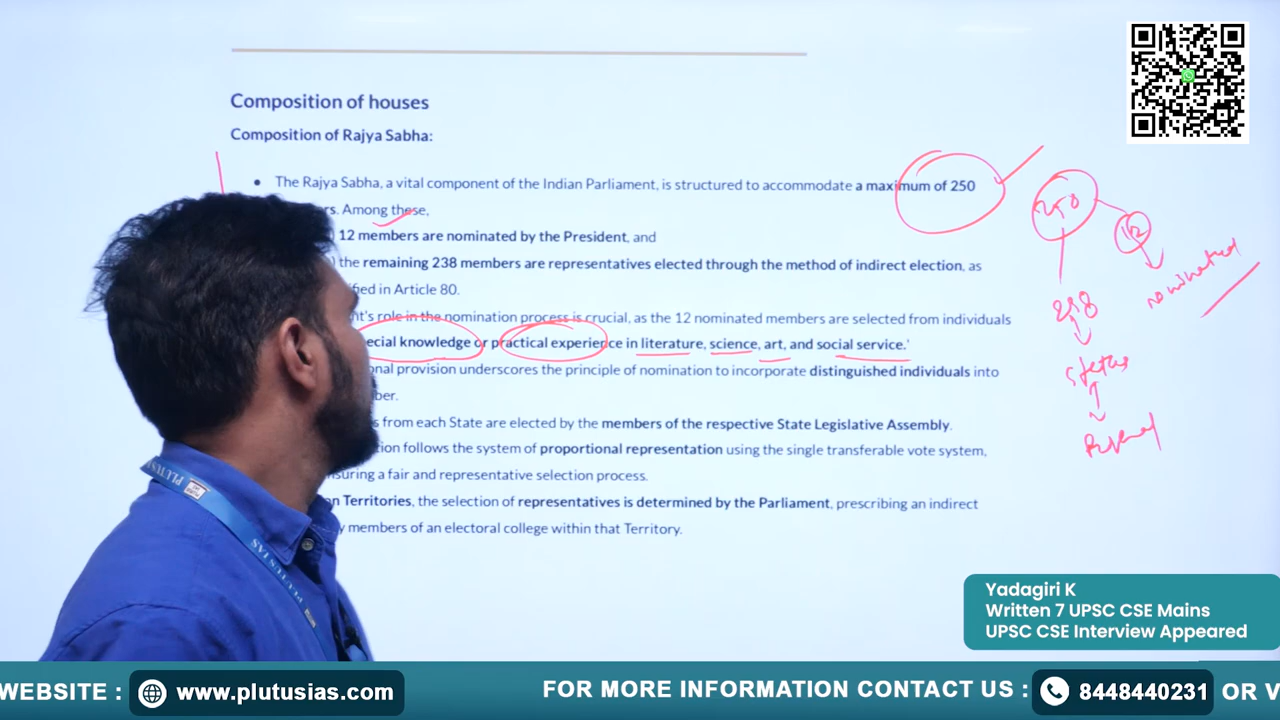 Composition of houses
Composition of Rajya Sabha:
• The Rajya Sabha, a vital component of the Indian Parliament, is structured to accommodate a maximum of 250
rs. Among these,
) 12 members are nominated by the President, and
) the remaining 238 members are representatives elected through the method of indirect election, as
fied in Article 80.
nt's role in the nomination process is crucial, as the 12 nominated members are selected from individuals
ecial knowledge or practical experience in literature, science, art, and social service.'
onal provision underscores the principle of nomination to incorporate distinguished individuals into
ber.
s from each State are elected by the members of the respective State Legislative Assembly.
tion follows the system of proportional representation using the single transferable vote system,
suring a fair and representative selection process.
on Territories, the selection of representatives is determined by the Parliament, prescribing an indirect
y members of an electoral college within that Territory.
250
12
nominated
238
states
PLUTUSIAS
PLUTUSIAS
Yadagiri K
Written 7 UPSC CSE Mains
UPSC CSE Interview Appeared
WEBSITE : www.plutusias.com FOR MORE INFORMATION CONTACT US : 8448440231 OR V